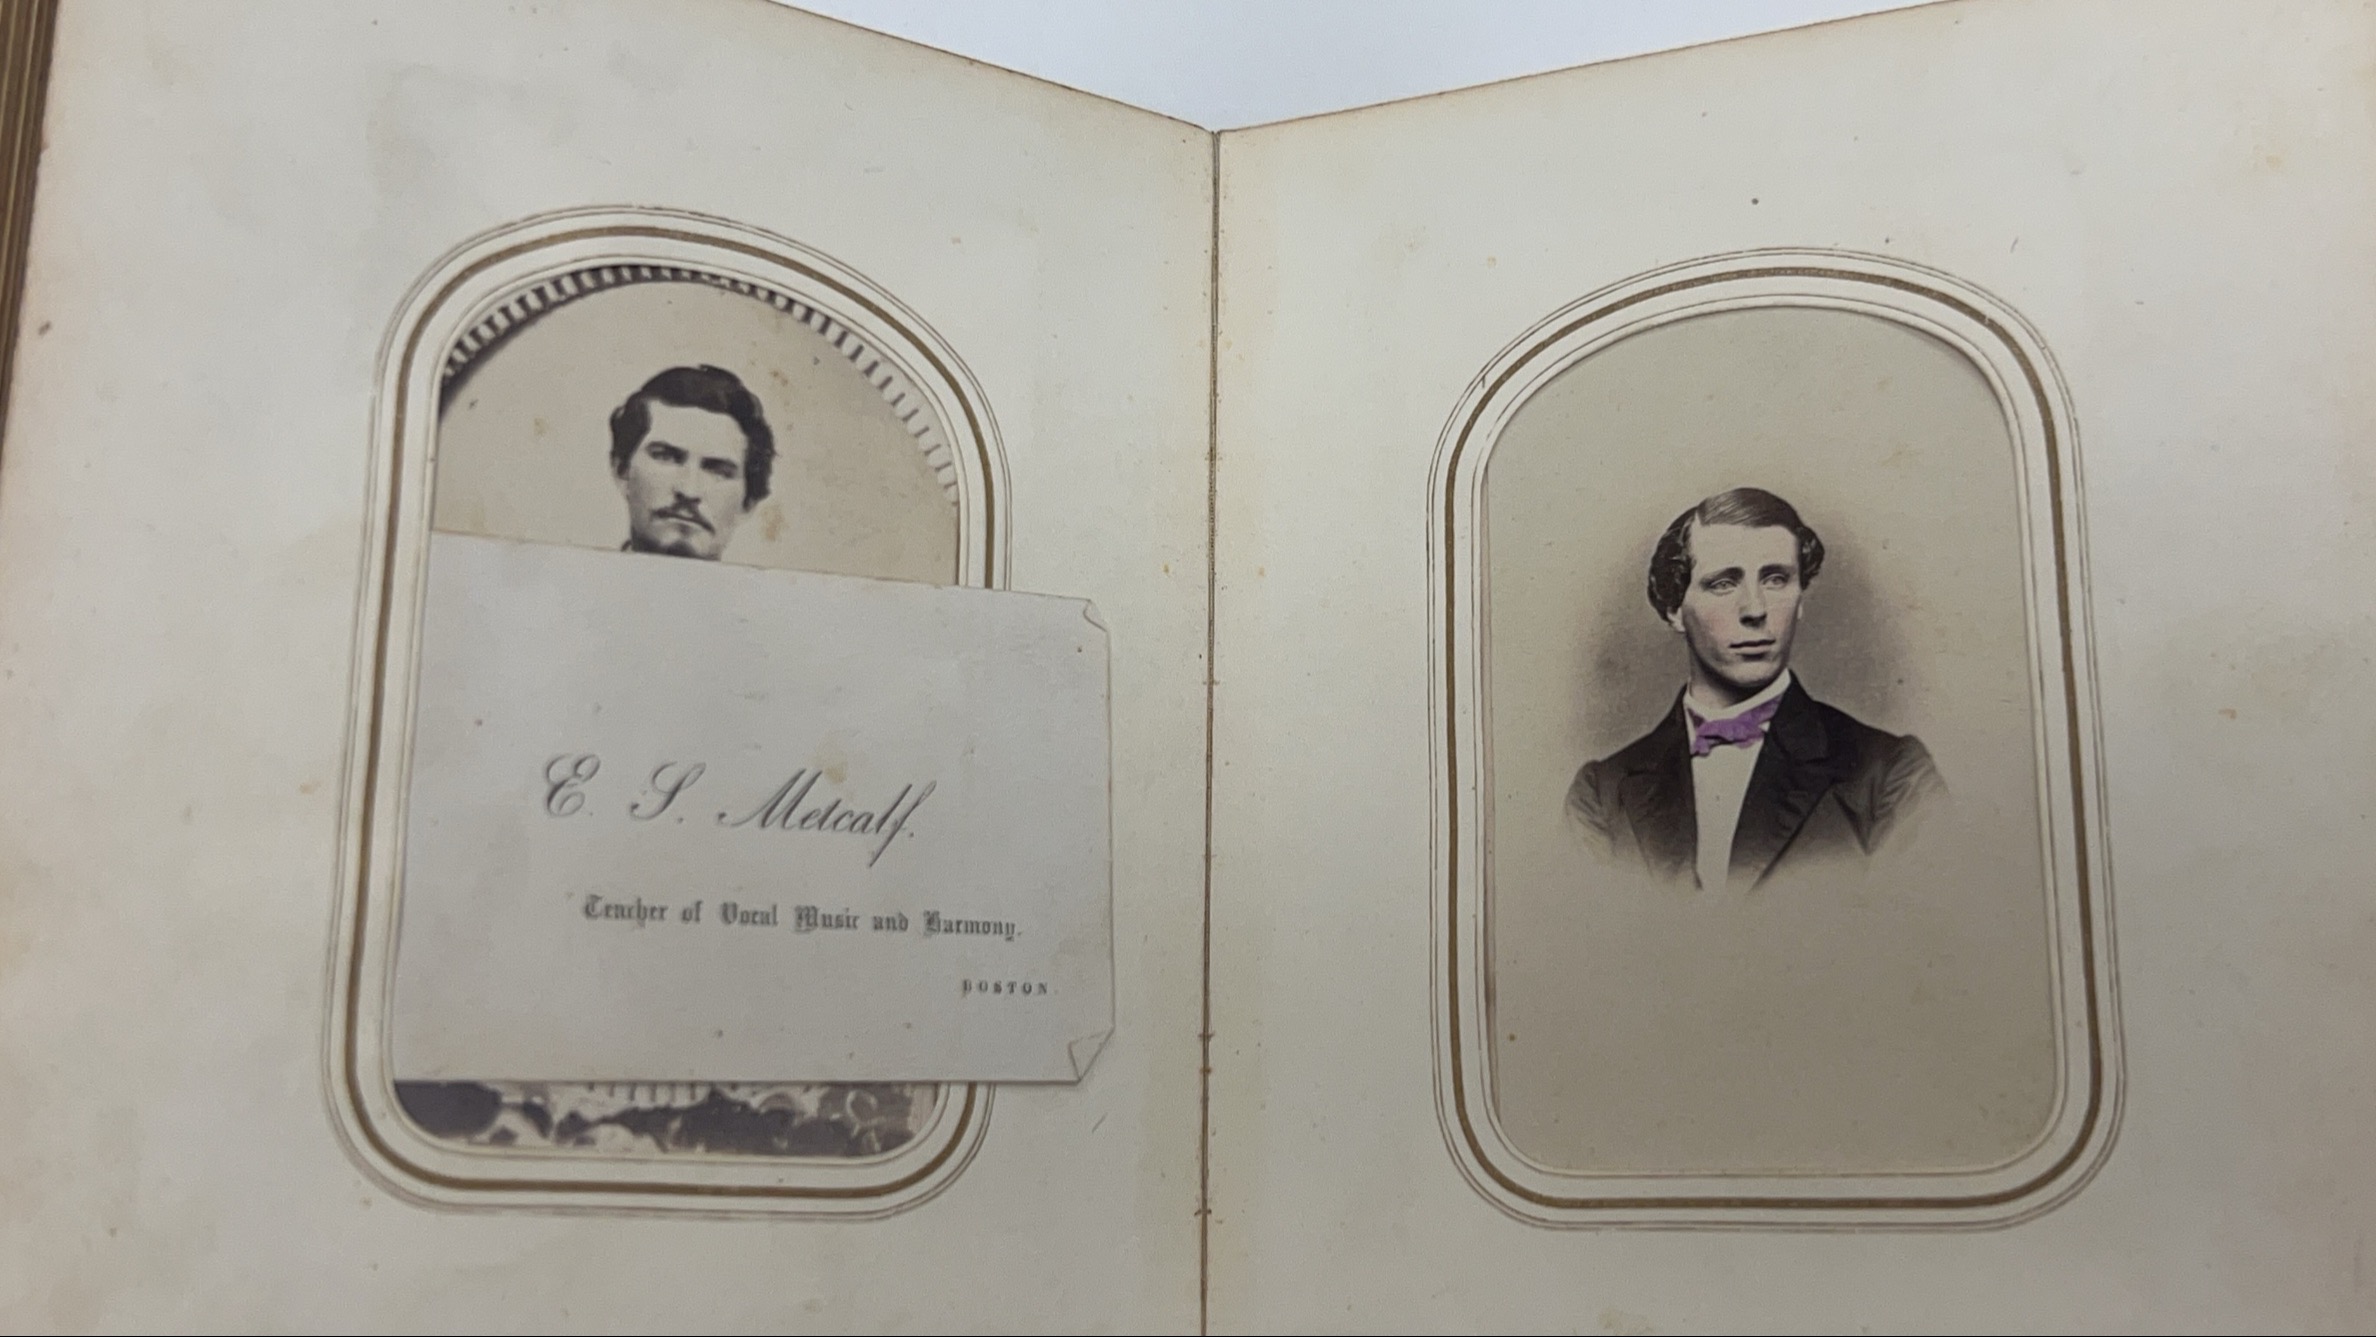 E. S. Metcalf.
Teacher of Vocal Music and Harmony.
BOSTON.